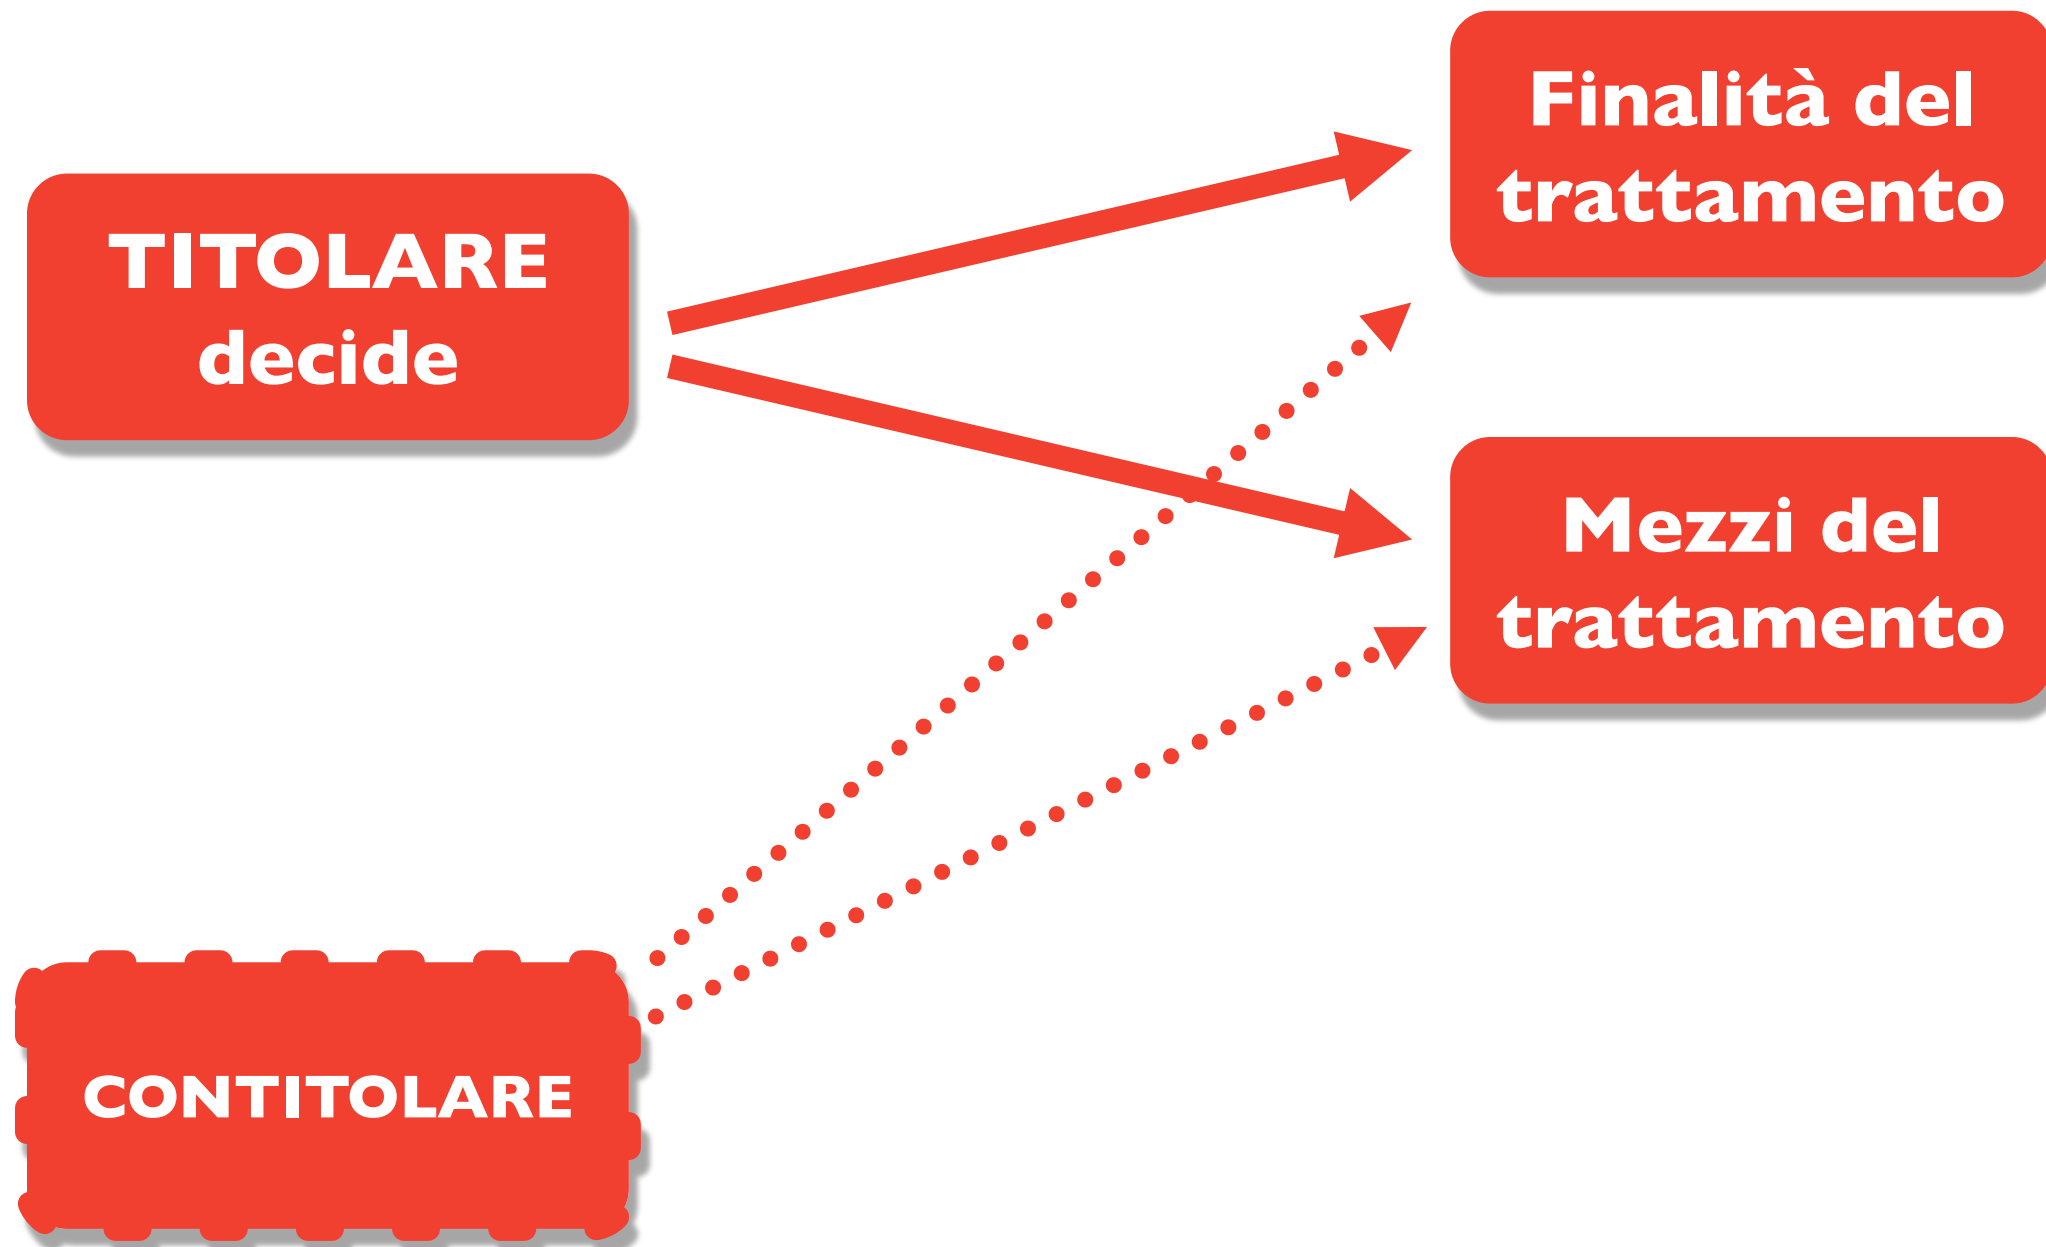 TITOLARE
decide
Finalità del
trattamento
Mezzi del
trattamento
CONTITOLARE